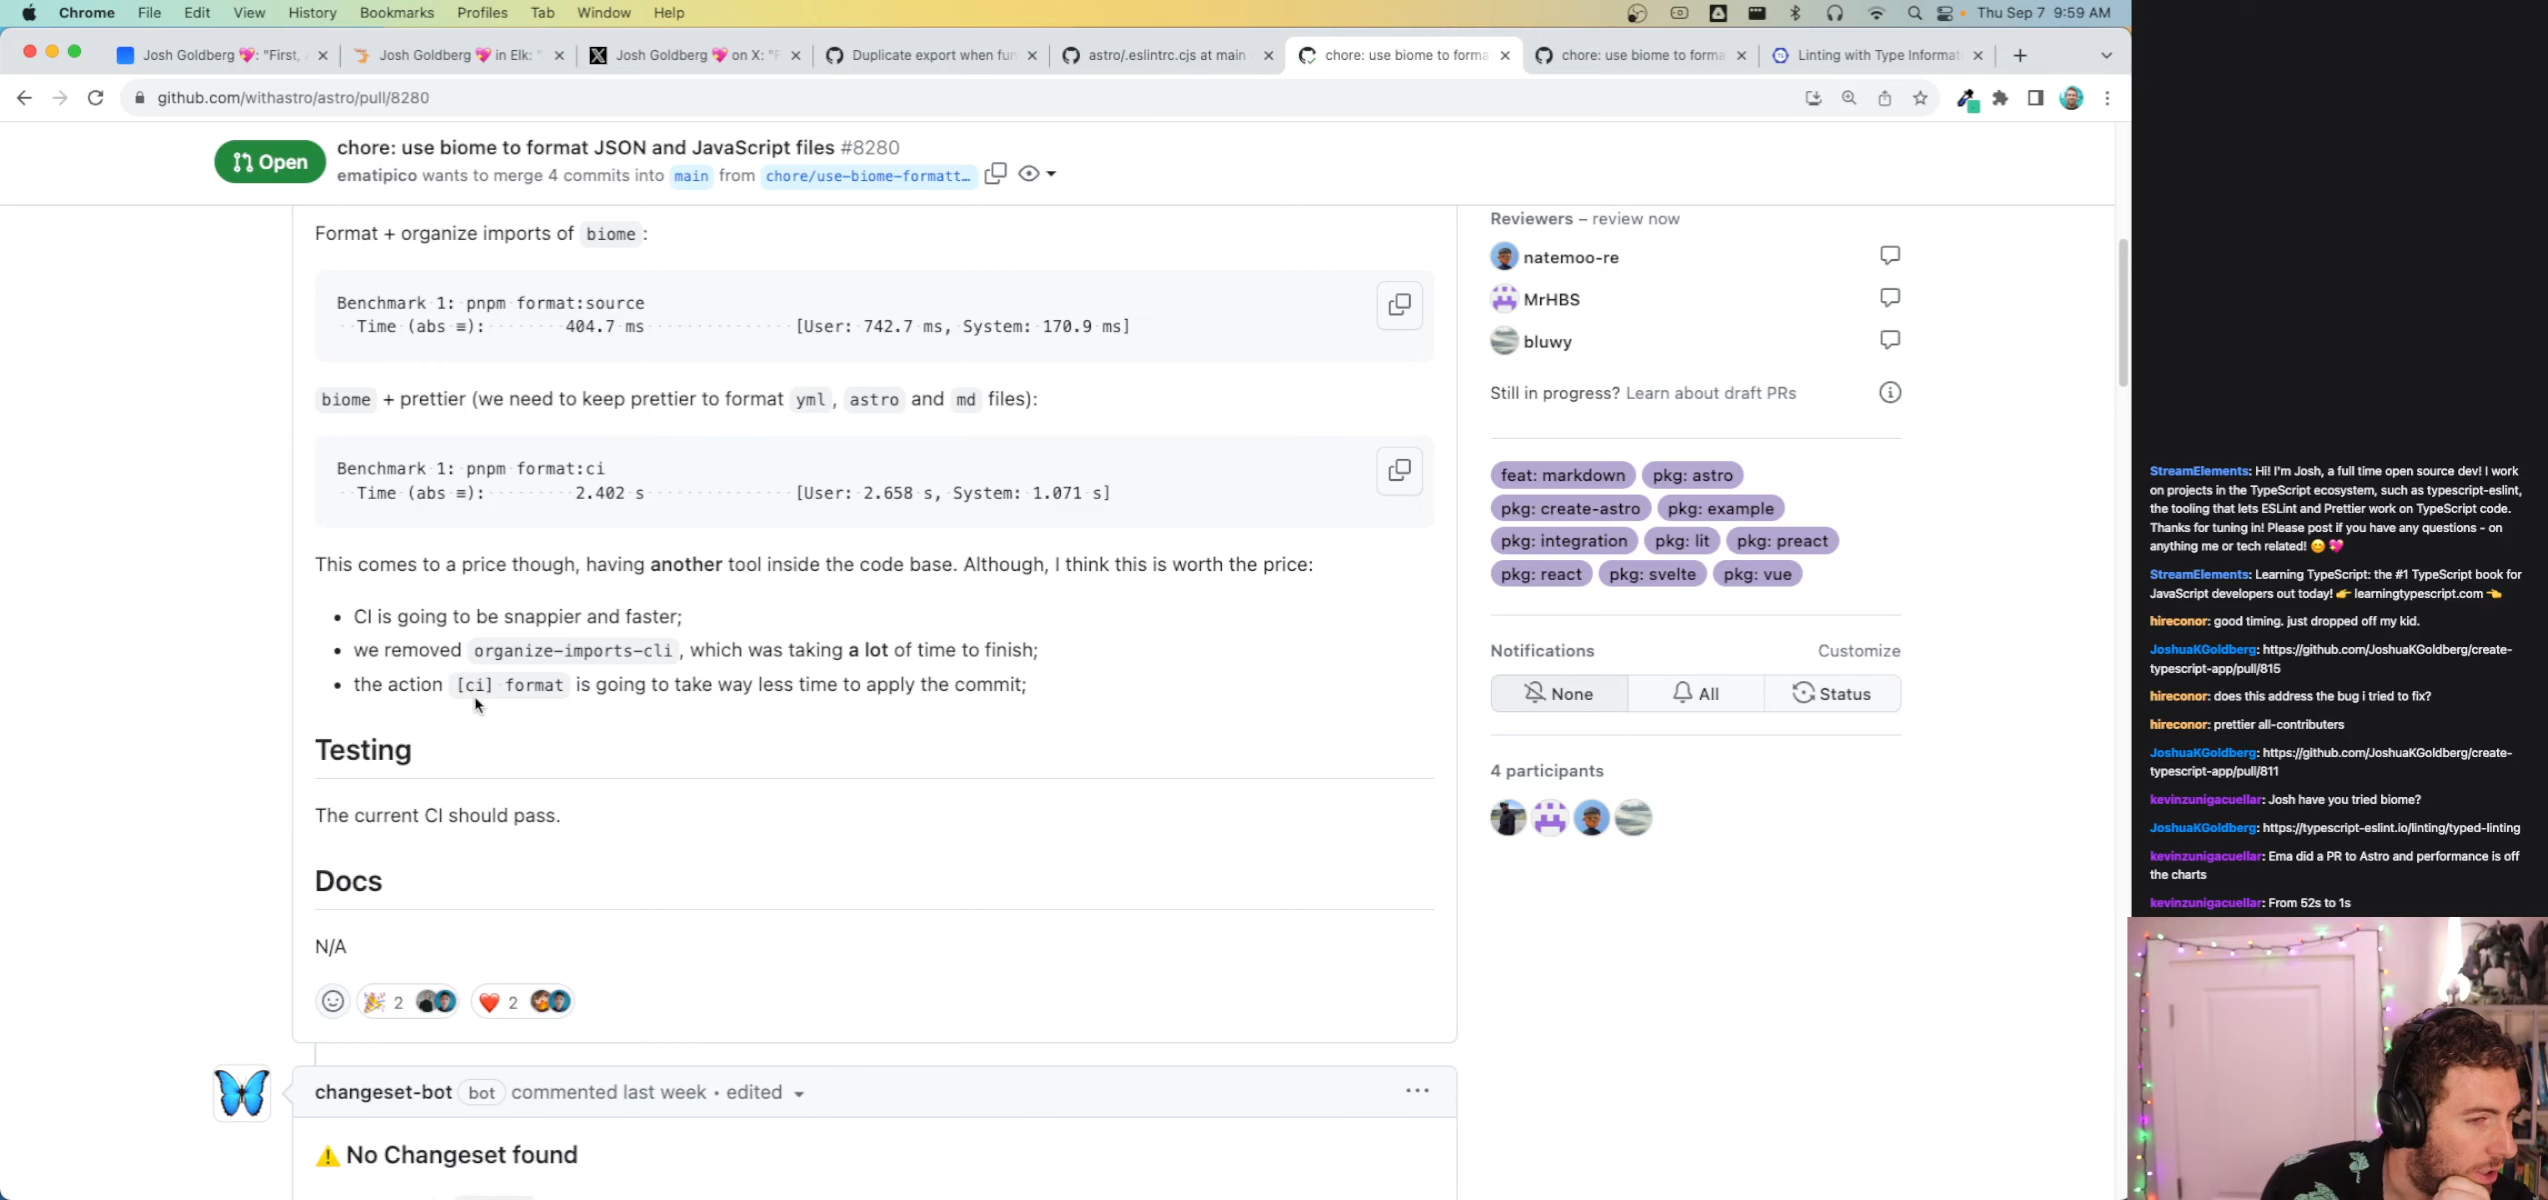 Chrome File Edit View History Bookmarks Profiles Tab Window Help
Thu Sep 7 9:59 AM
Josh Goldberg 💖: "First,
Josh Goldberg 💖 in Elk: "
Josh Goldberg 💖 on X: "F
Duplicate export when fun
astro/.eslintrc.cjs at main
chore: use biome to forma
chore: use biome to forma
Linting with Type Informat
github.com/withastro/astro/pull/8280
Open
chore: use biome to format JSON and JavaScript files #8280
ematipico wants to merge 4 commits into main from chore/use-biome-formatt…
Format + organize imports of biome:
Benchmark 1: pnpm format:source
Time (abs ≡): 404.7 ms [User: 742.7 ms, System: 170.9 ms]
biome + prettier (we need to keep prettier to format yml, astro and md files):
Benchmark 1: pnpm format:ci
Time (abs ≡): 2.402 s [User: 2.658 s, System: 1.071 s]
This comes to a price though, having another tool inside the code base. Although, I think this is worth the price:
• CI is going to be snappier and faster;
• we removed organize-imports-cli, which was taking a lot of time to finish;
• the action [ci] format is going to take way less time to apply the commit;
Testing
The current CI should pass.
Docs
N/A
🎉 2
❤️ 2
changeset-bot bot commented last week • edited
⚠️ No Changeset found
Reviewers – review now
natemoo-re
MrHBS
bluwy
Still in progress? Learn about draft PRs
feat: markdown pkg: astro
pkg: create-astro pkg: example
pkg: integration pkg: lit pkg: preact
pkg: react pkg: svelte pkg: vue
Notifications Customize
None All Status
4 participants
StreamElements: Hi! I'm Josh, a full time open source dev! I work
on projects in the TypeScript ecosystem, such as typescript-eslint,
the tooling that lets ESLint and Prettier work on TypeScript code.
Thanks for tuning in! Please post if you have any questions - on
anything me or tech related! 😊 💖
StreamElements: Learning TypeScript: the #1 TypeScript book for
JavaScript developers out today! 👉 learningtypescript.com 👈
hireconor: good timing. just dropped off my kid.
JoshuaKGoldberg: https://github.com/JoshuaKGoldberg/create-
typescript-app/pull/815
hireconor: does this address the bug i tried to fix?
hireconor: prettier all-contributers
JoshuaKGoldberg: https://github.com/JoshuaKGoldberg/create-
typescript-app/pull/811
kevinzunigacuellar: Josh have you tried biome?
JoshuaKGoldberg: https://typescript-eslint.io/linting/typed-linting
kevinzunigacuellar: Ema did a PR to Astro and performance is off
the charts
kevinzunigacuellar: From 52s to 1s